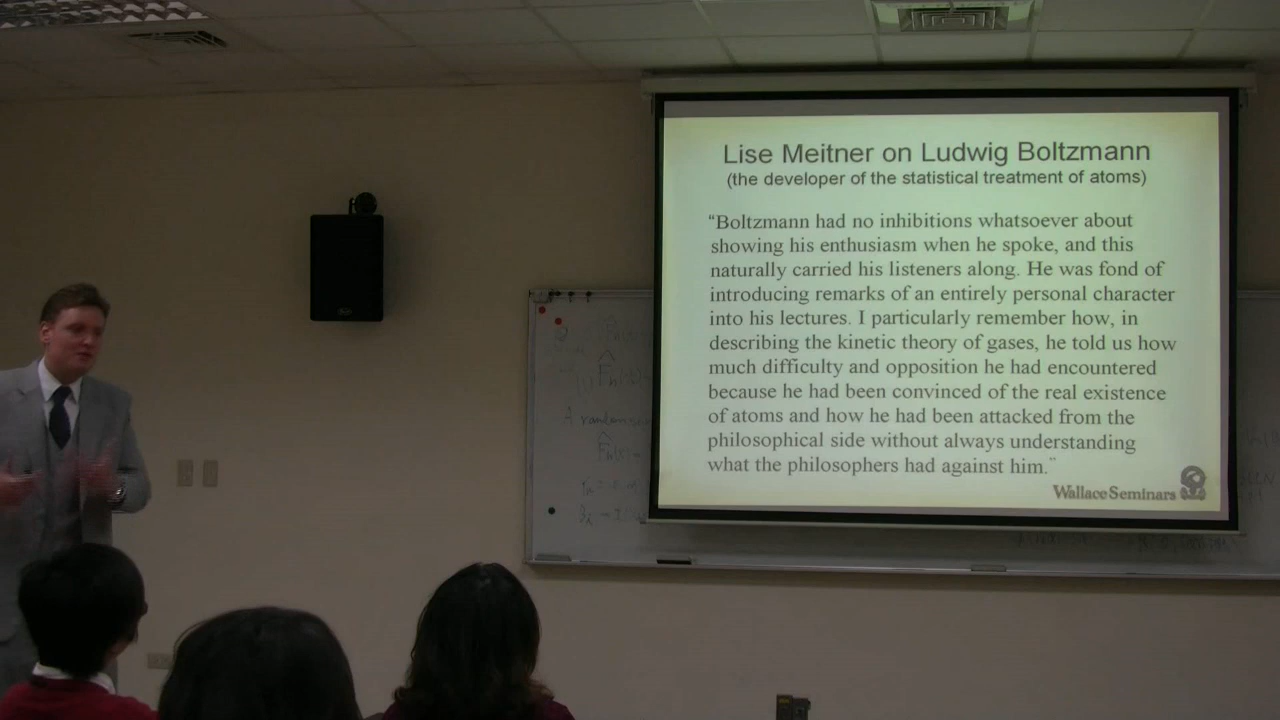 Lise Meitner on Ludwig Boltzmann
(the developer of the statistical treatment of atoms)
“Boltzmann had no inhibitions whatsoever about
showing his enthusiasm when he spoke, and this
naturally carried his listeners along. He was fond of
introducing remarks of an entirely personal character
into his lectures. I particularly remember how, in
describing the kinetic theory of gases, he told us how
much difficulty and opposition he had encountered
because he had been convinced of the real existence
of atoms and how he had been attacked from the
philosophical side without always understanding
what the philosophers had against him.”
Wallace Seminars